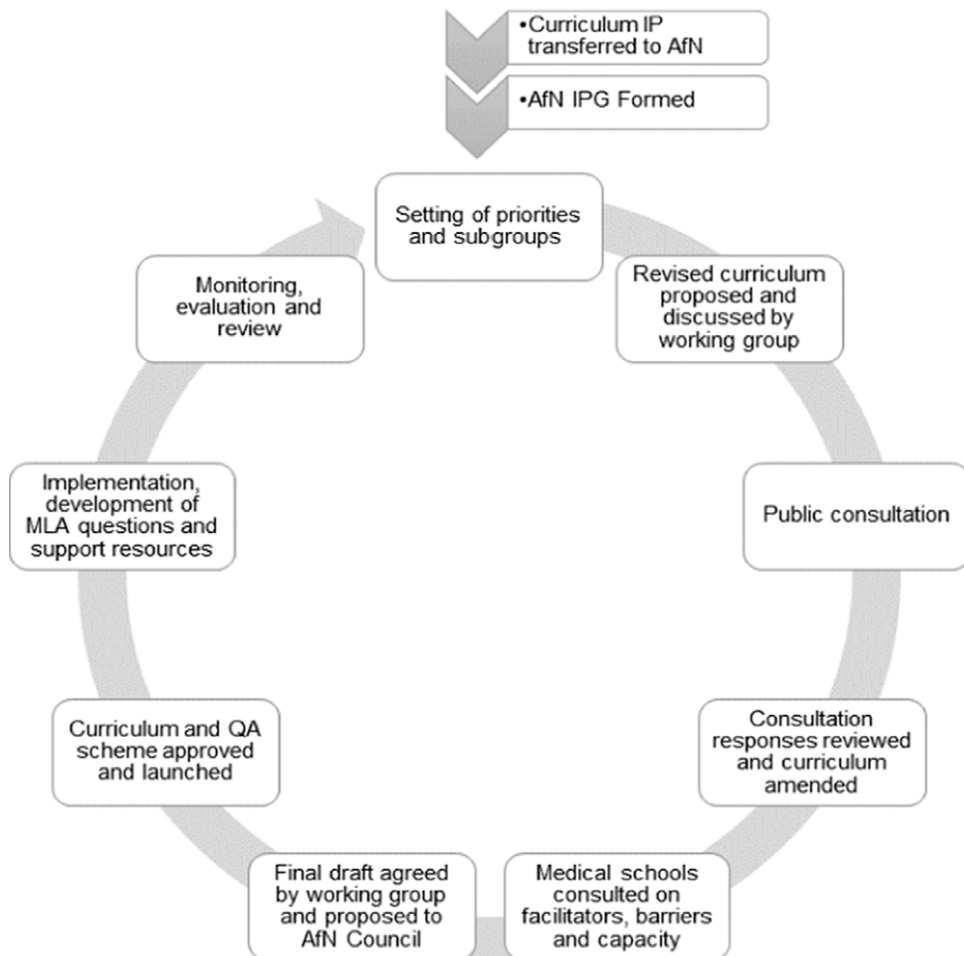 •Curriculum IP
transferred to AfN
•AfN IPG Formed
Setting of priorities
and subgroups
Revised curriculum
proposed and
discussed by
working group
Public consultation
Consultation
responses reviewed
and curriculum
amended
Medical schools
consulted on
facilitators, barriers
and capacity
Final draft agreed
by working group
and proposed to
AfN Council
Curriculum and QA
scheme approved
and launched
Implementation,
development of
MLA questions and
support resources
Monitoring,
evaluation and
review